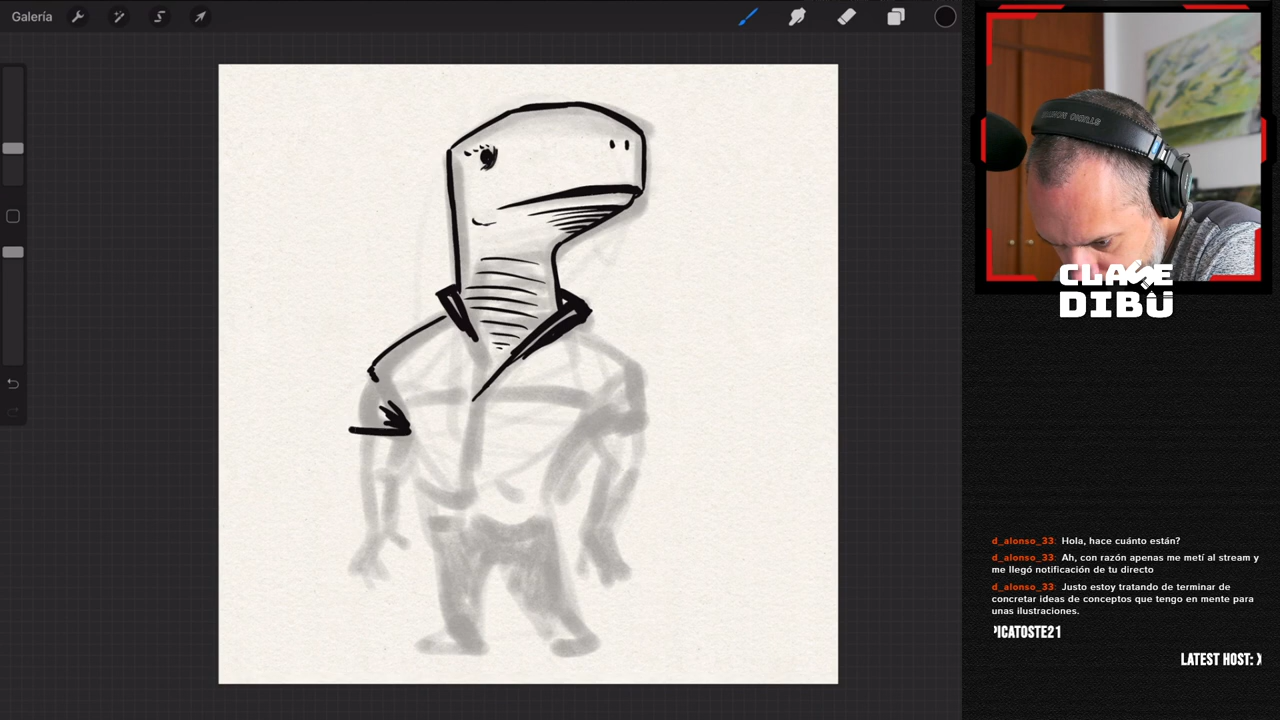 Galería
CLASE
DIBU
d_alonso_33: Hola, hace cuánto están?
d_alonso_33: Ah, con razón apenas me metí al stream y
me llegó notificación de tu directo
d_alonso_33: Justo estoy tratando de terminar de
concretar ideas de conceptos que tengo en mente para
unas ilustraciones.
PICATOSTE21
LATEST HOST: